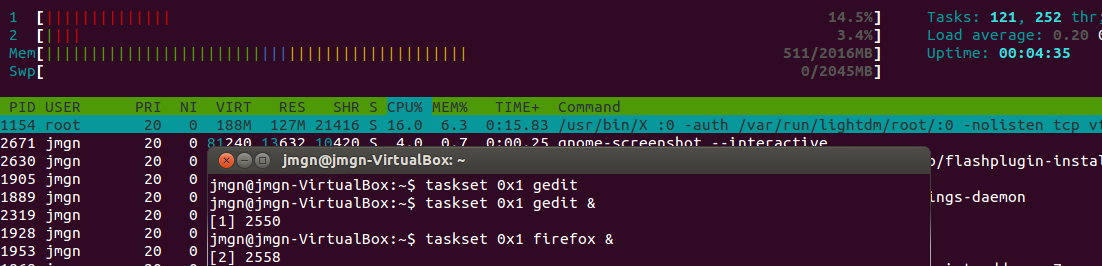 1 [||||||||||||||| 14.5%] Tasks: 121, 252 thr;
2 [|||| 3.4%] Load average: 0.20
Mem[|||||||||||||||||||||||||||||||||||||||||||||||||| 511/2016MB] Uptime: 00:04:35
Swp[ 0/2045MB]
PID USER PRI NI VIRT RES SHR S CPU% MEM% TIME+ Command
1154 root 20 0 188M 127M 21416 S 16.0 6.3 0:15.83 /usr/bin/X :0 -auth /var/run/lightdm/root/:0 -nolisten tcp vt
2671 jmgn 20 0 81240 13632 10420 S 4.0 0.7 0:00.25 gnome-screenshot --interactive
jmgn@jmgn-VirtualBox: ~
2630 jmgn 20 0 /flashplugin-instal
1905 jmgn 20 0 jmgn@jmgn-VirtualBox:~$ taskset 0x1 gedit
1889 jmgn 20 0 jmgn@jmgn-VirtualBox:~$ taskset 0x1 gedit & ings-daemon
2319 jmgn 20 0 [1] 2550
1928 jmgn 20 0 jmgn@jmgn-VirtualBox:~$ taskset 0x1 firefox &
1953 jmgn 20 0 [2] 2558